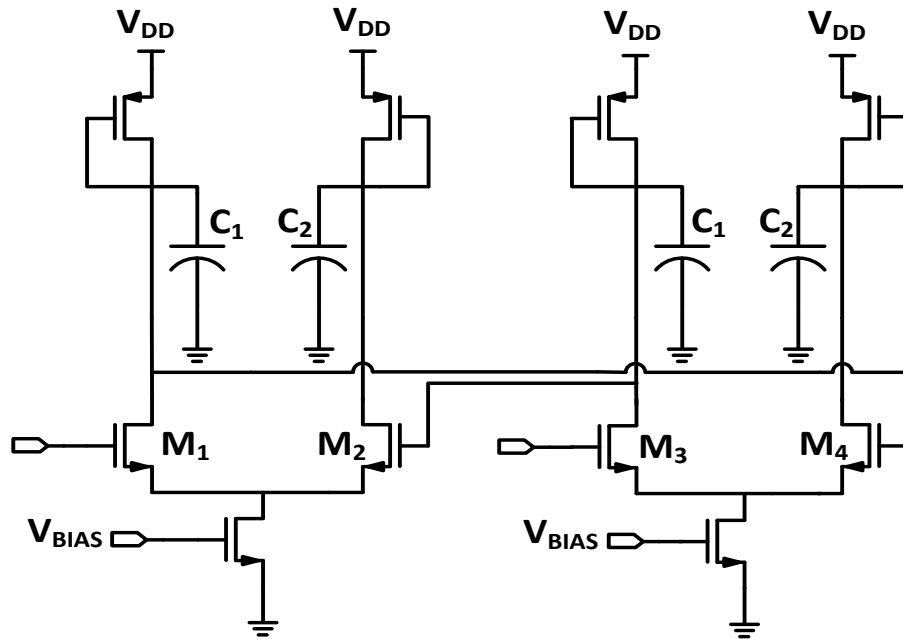 V_DD V_DD V_DD V_DD
C_1 C_2 C_1 C_2
M_1 M_2 M_3 M_4
V_BIAS V_BIAS